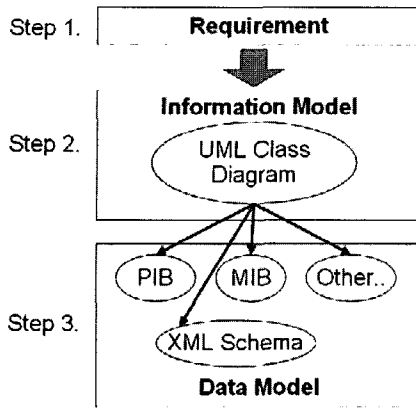 Step 1.
Requirement
Information Model
Step 2.
UML Class
Diagram
PIB
MIB
Other..
Step 3.
XML Schema
Data Model